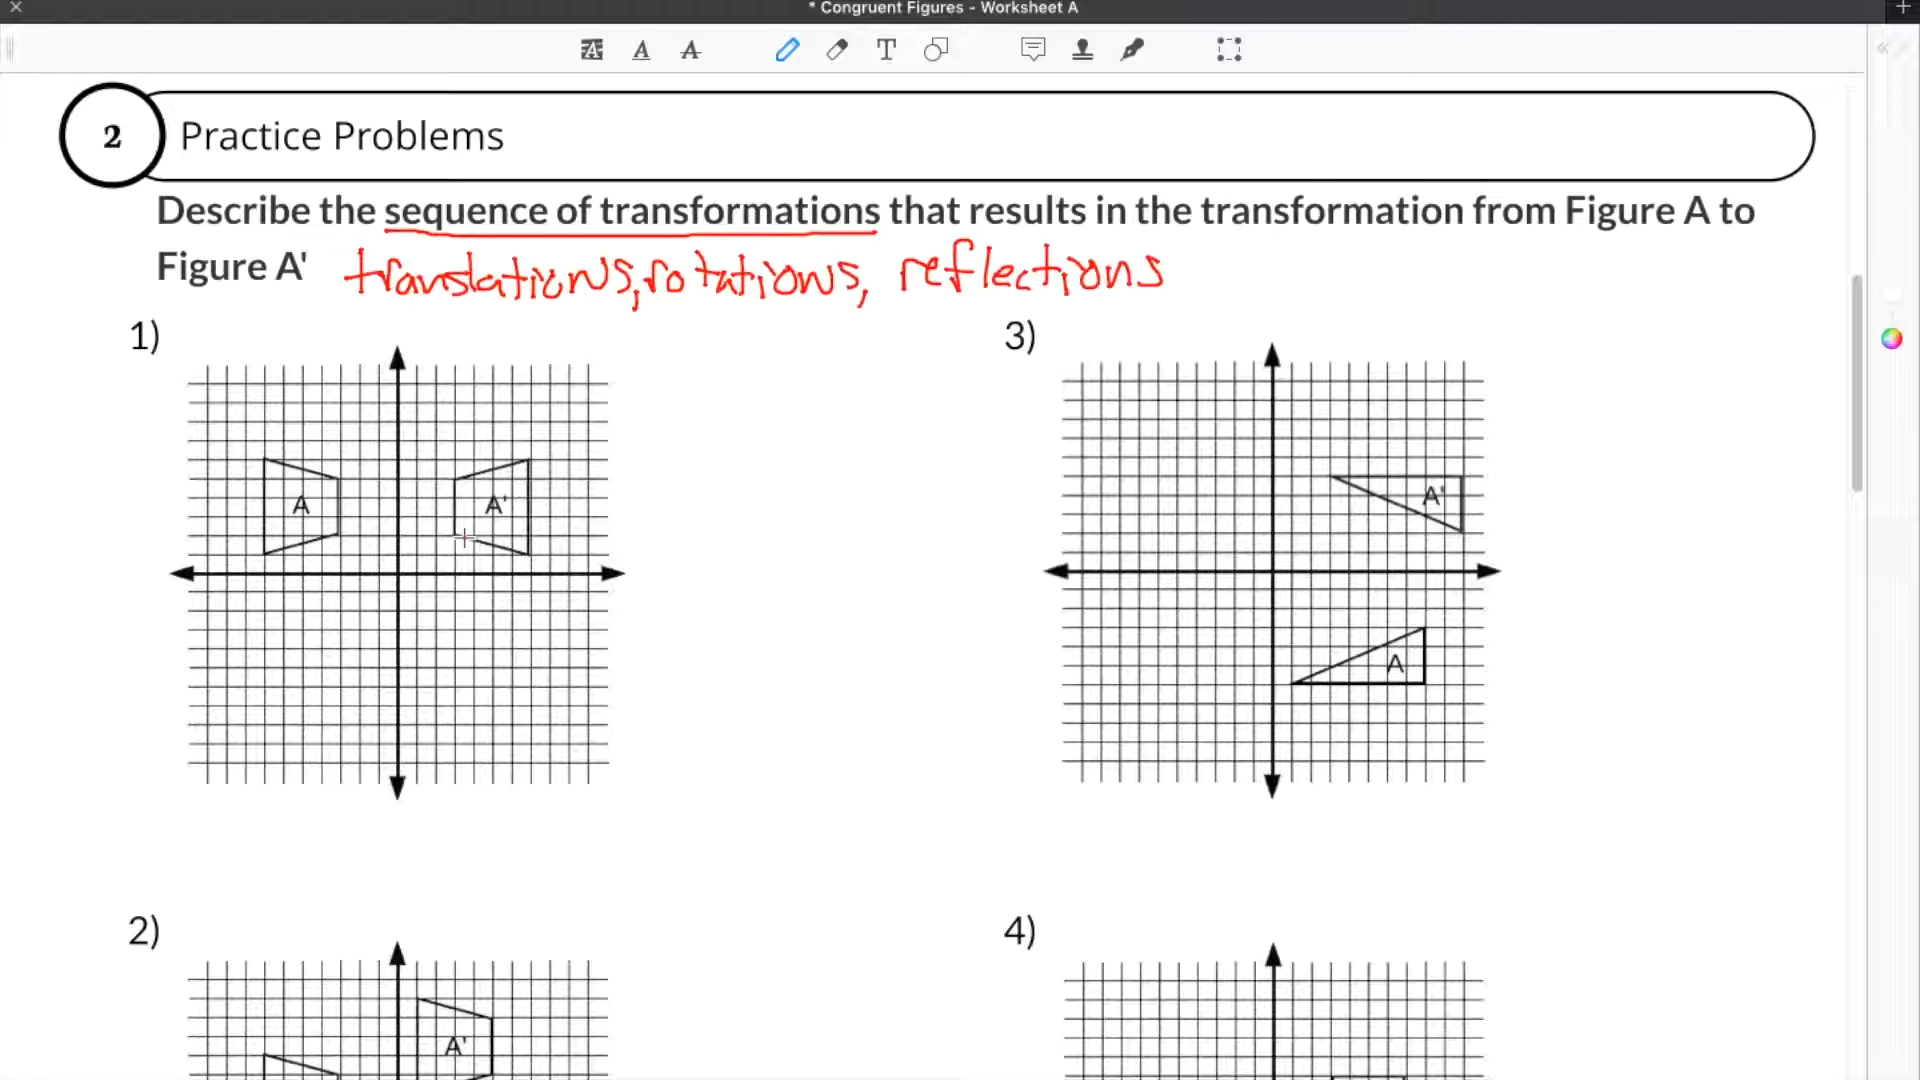 * Congruent Figures - Worksheet A
A A A T
2 Practice Problems
Describe the sequence of transformations that results in the transformation from Figure A to
Figure A' translations, rotations, reflections
1)
A A'
3)
A'
A
2)
A'
4)